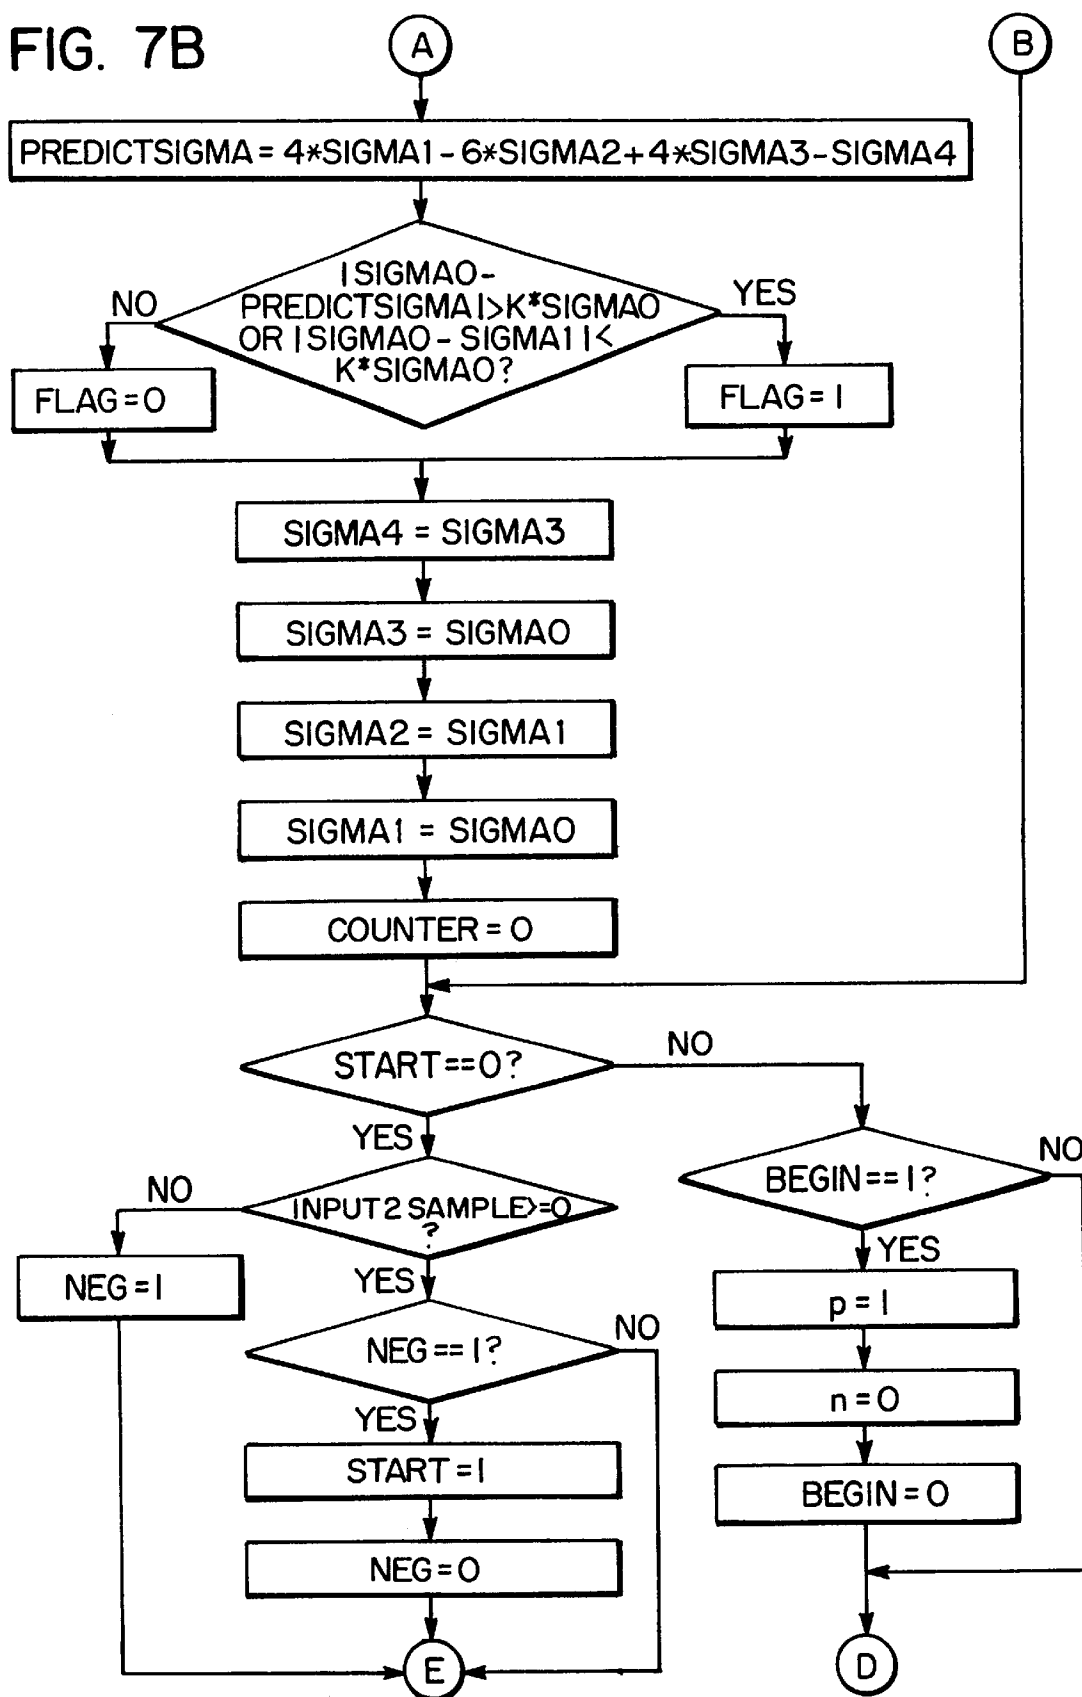 FIG. 7B
A
B
PREDICTSIGMA = 4*SIGMA1-6*SIGMA2+4*SIGMA3-SIGMA4
|SIGMA0-
PREDICTSIGMA|>K*SIGMA0
OR |SIGMA0-SIGMA1|<
K*SIGMA0?
NO
YES
FLAG=0
FLAG=1
SIGMA4 = SIGMA3
SIGMA3 = SIGMA0
SIGMA2 = SIGMA1
SIGMA1 = SIGMA0
COUNTER = 0
START==0?
NO
YES
BEGIN==1?
NO
YES
INPUT2 SAMPLE>=0
?
NO
YES
NEG=1
p=1
NEG==1?
NO
YES
n=0
START=1
BEGIN=0
NEG=0
E
D